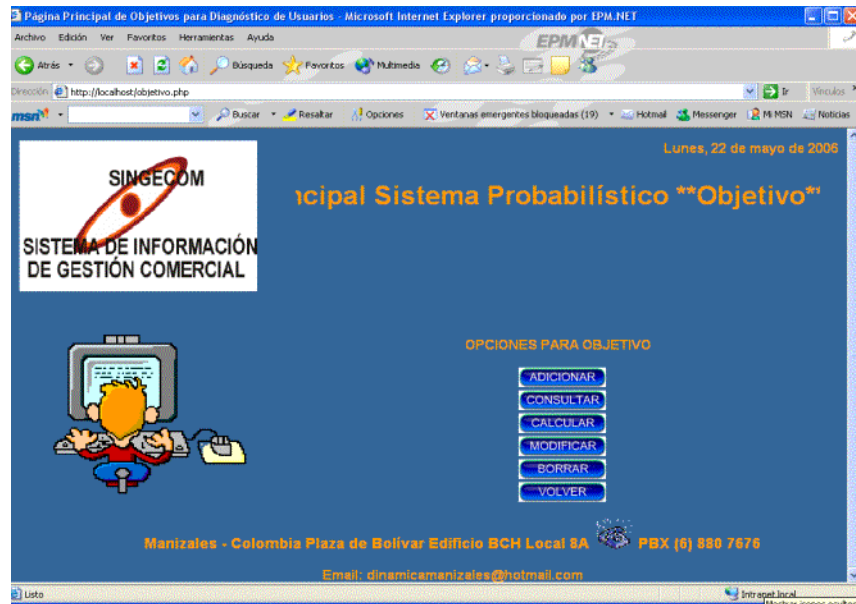 Página Principal de Objetivos para Diagnóstico de Usuarios - Microsoft Internet Explorer proporcionado por EPM.NET
Archivo Edición Ver Favoritos Herramientas Ayuda
EPMNET
Atrás Búsqueda Favoritos Multimedia
Dirección http://localhost/objetivo.php Ir Vínculos
msn Buscar Resaltar Opciones Ventanas emergentes bloqueadas (19) Hotmail Messenger Mi MSN Noticias
Lunes, 22 de mayo de 2006
SINGECOM
SISTEMA DE INFORMACIÓN
DE GESTIÓN COMERCIAL
ncipal Sistema Probabilístico **Objetivo**
OPCIONES PARA OBJETIVO
ADICIONAR
CONSULTAR
CALCULAR
MODIFICAR
BORRAR
VOLVER
Manizales - Colombia Plaza de Bolívar Edificio BCH Local 8A PBX (6) 880 7676
Email: dinamicamanizales@hotmail.com
Listo Intranet local